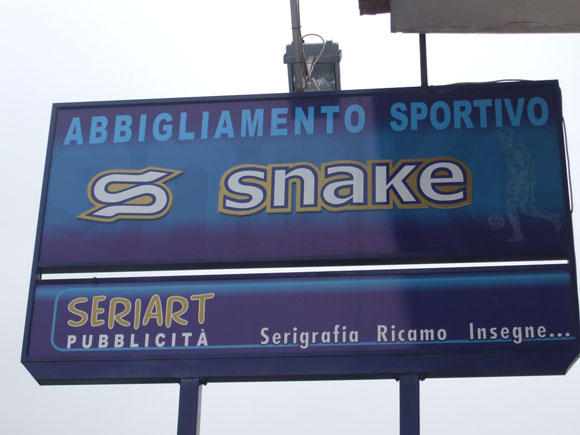 ABBIGLIAMENTO SPORTIVO
snake
SERIART
PUBBLICITÀ
Serigrafia Ricamo Insegne...